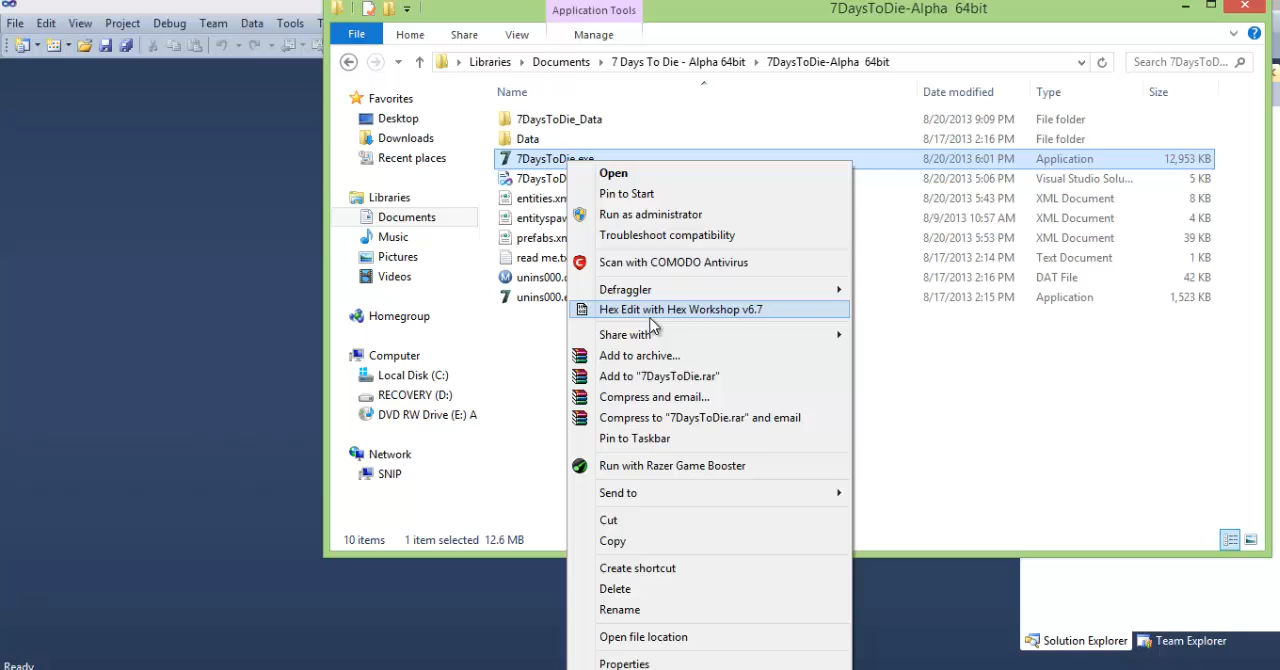 File Edit View Project Debug Team Data Tools
Application Tools
7DaysToDie-Alpha 64bit
File Home Share View Manage
Libraries Documents 7 Days To Die - Alpha 64bit 7DaysToDie-Alpha 64bit
Search 7DaysToD...
Name Date modified Type Size
Favorites
Desktop
Downloads
Recent places
Libraries
Documents
Music
Pictures
Videos
Homegroup
Computer
Local Disk (C:)
RECOVERY (D:)
DVD RW Drive (E:) A
Network
SNIP
7DaysToDie_Data 8/20/2013 9:09 PM File folder
Data 8/17/2013 2:16 PM File folder
7DaysToDie.exe 8/20/2013 6:01 PM Application 12,953 KB
7DaysToD 8/20/2013 5:06 PM Visual Studio Solu... 5 KB
entities.xm 8/20/2013 5:43 PM XML Document 8 KB
entityspaw 8/9/2013 10:57 AM XML Document 4 KB
prefabs.xm 8/20/2013 5:53 PM XML Document 39 KB
read me.tx 8/17/2013 2:14 PM Text Document 1 KB
unins000.d 8/17/2013 2:16 PM DAT File 42 KB
unins000.e 8/17/2013 2:15 PM Application 1,523 KB
Open
Pin to Start
Run as administrator
Troubleshoot compatibility
Scan with COMODO Antivirus
Defraggler
Hex Edit with Hex Workshop v6.7
Share with
Add to archive...
Add to "7DaysToDie.rar"
Compress and email...
Compress to "7DaysToDie.rar" and email
Pin to Taskbar
Run with Razer Game Booster
Send to
Cut
Copy
Create shortcut
Delete
Rename
Open file location
Properties
10 items 1 item selected 12.6 MB
Solution Explorer Team Explorer
Ready